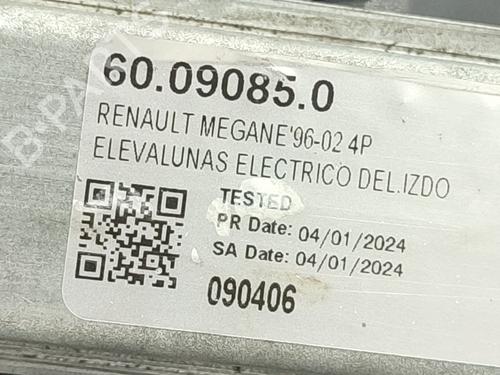 60.09085.0
RENAULT MEGANE'96-02 4P
ELEVALUNAS ELECTRICO DEL.IZDO
TESTED
PR Date: 04/01/2024
SA Date: 04/01/2024
090406
B-PARTS